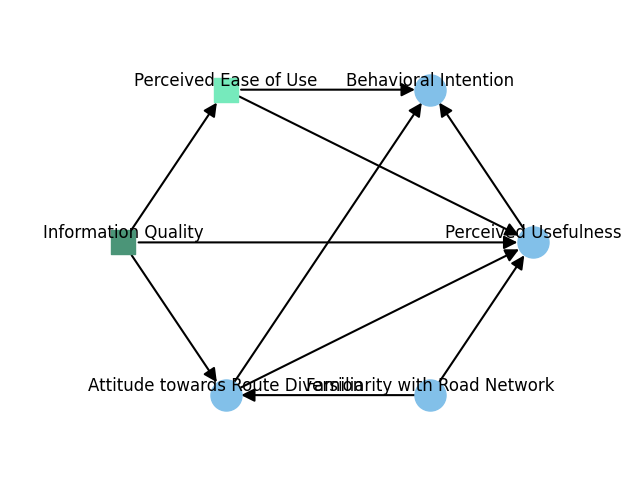 Perceived Ease of Use
Behavioral Intention
Information Quality
Perceived Usefulness
Attitude towards Route Diversion
Familiarity with Road Network